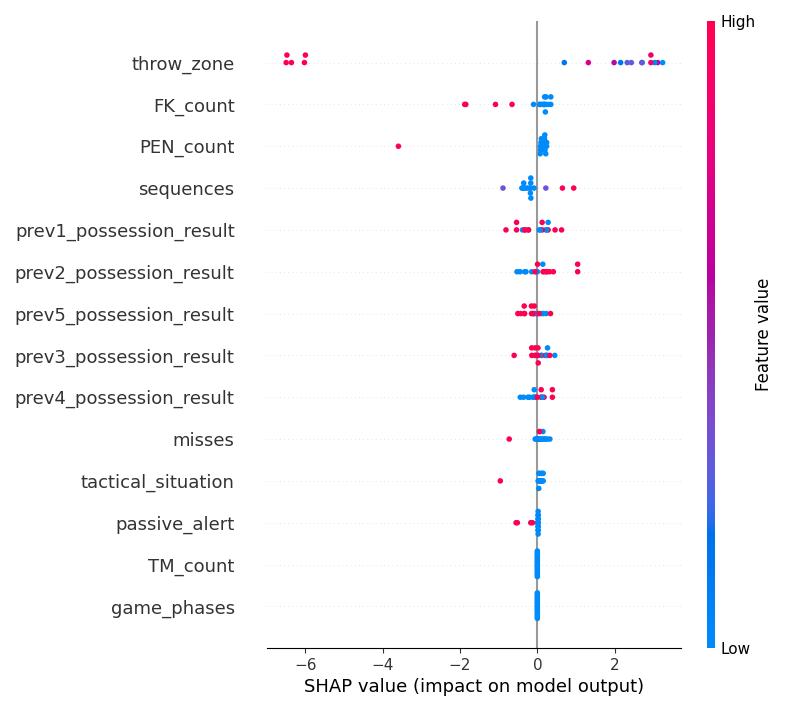 High
throw_zone
FK_count
PEN_count
sequences
prev1_possession_result
prev2_possession_result
prev5_possession_result
prev3_possession_result
prev4_possession_result
misses
tactical_situation
passive_alert
TM_count
game_phases
Low
Feature value
−6 −4 −2 0 2
SHAP value (impact on model output)